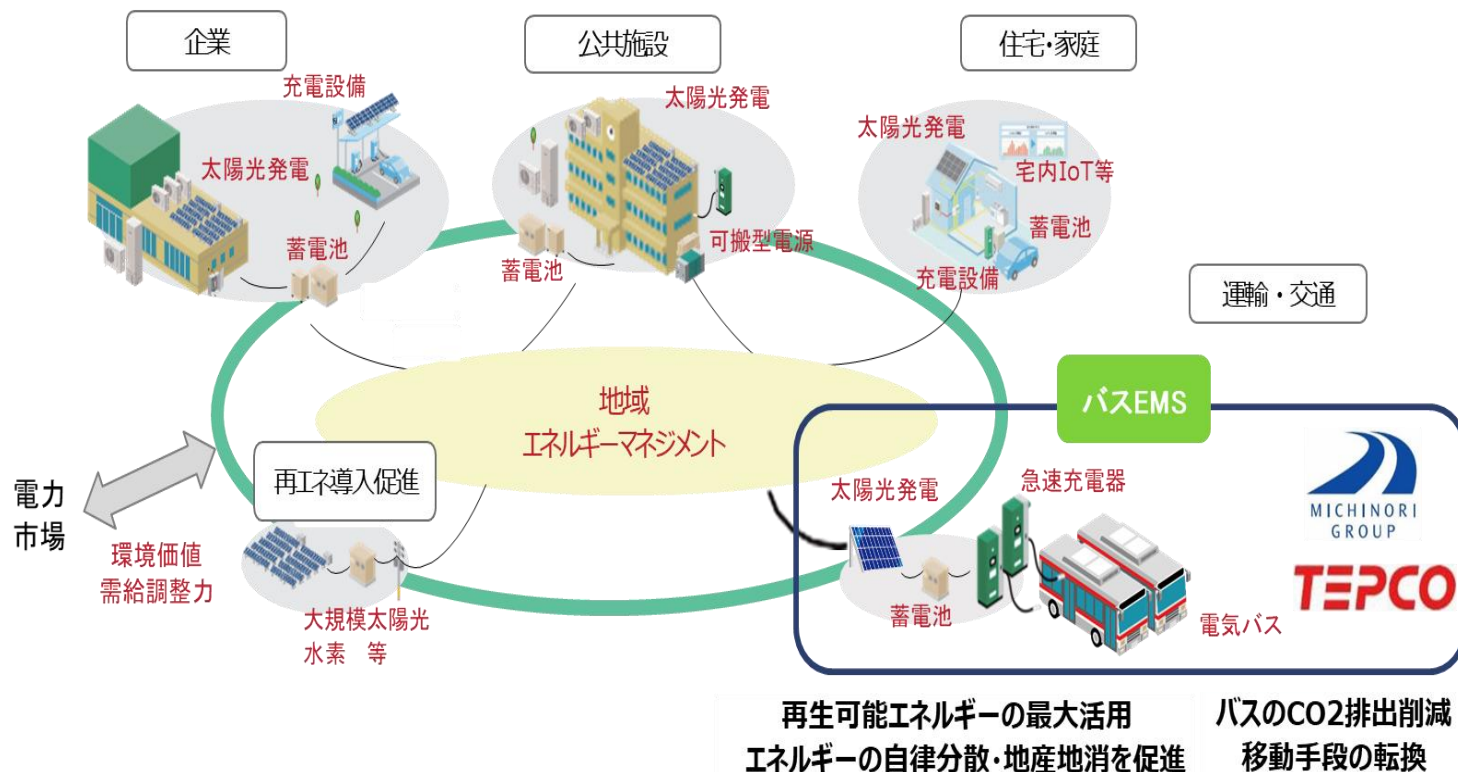 企業
公共施設
住宅・家庭
充電設備
太陽光発電
蓄電池
太陽光発電
蓄電池
可搬型電源
太陽光発電
宅内IoT等
蓄電池
充電設備
運輸・交通
地域
エネルギーマネジメント
バスEMS
再エネ導入促進
電力
市場
環境価値
需給調整力
大規模太陽光
水素　等
太陽光発電
急速充電器
蓄電池
電気バス
MICHINORI
GROUP
TEPCO
再生可能エネルギーの最大活用
エネルギーの自律分散・地産地消を促進
バスのCO2排出削減
移動手段の転換